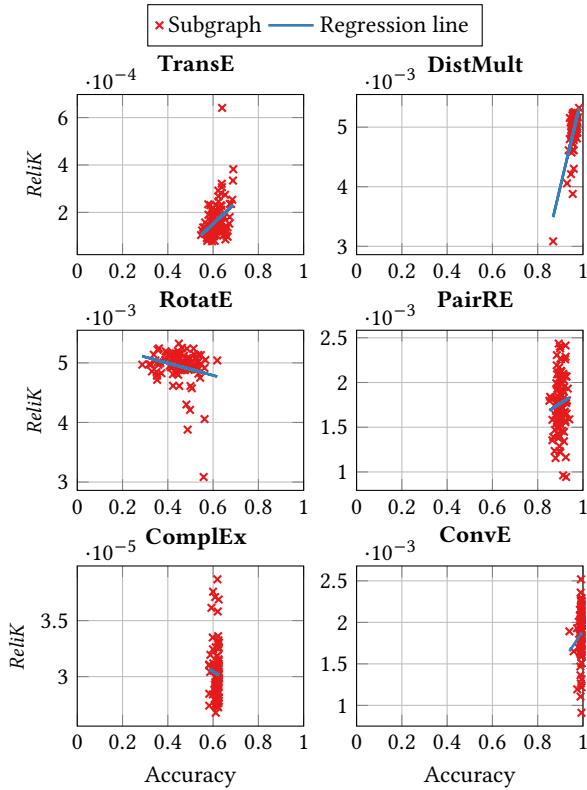 Subgraph Regression line
TransE DistMult
·10⁻⁴ ·10⁻³
6
4
2
ReliK
0 0.2 0.4 0.6 0.8 1
5
4
3
0 0.2 0.4 0.6 0.8 1
RotatE PairRE
·10⁻³ ·10⁻³
5
4
3
ReliK
0 0.2 0.4 0.6 0.8 1
2.5
2
1.5
1
0 0.2 0.4 0.6 0.8 1
ComplEx ConvE
·10⁻⁵ ·10⁻³
3.5
3
ReliK
0 0.2 0.4 0.6 0.8 1
2.5
2
1.5
1
0 0.2 0.4 0.6 0.8 1
Accuracy Accuracy